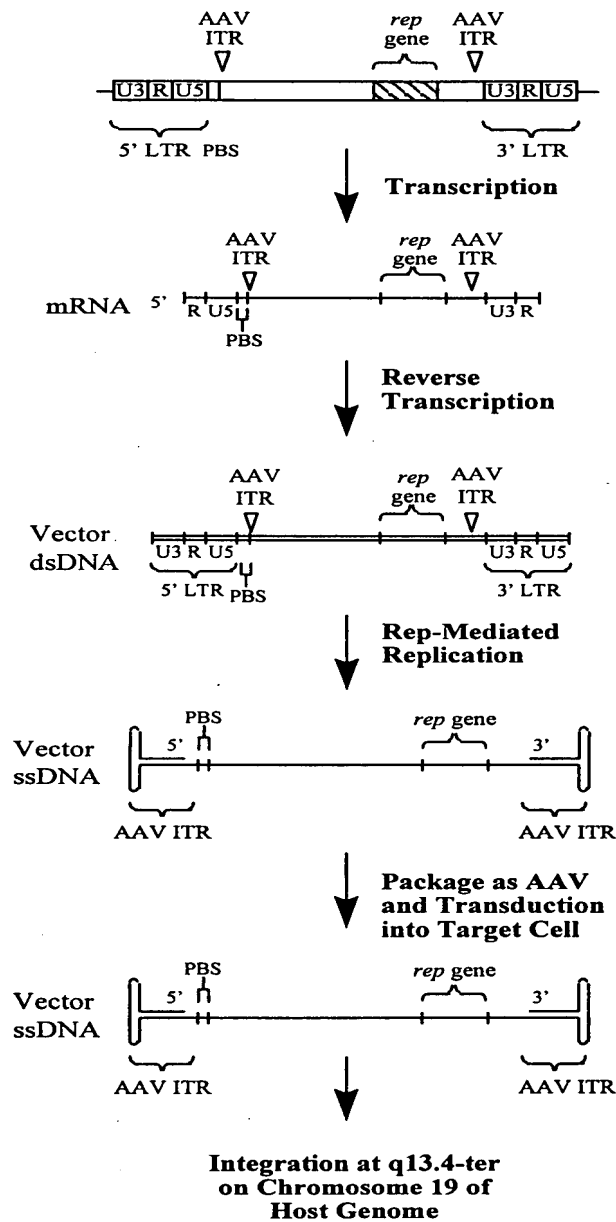 AAV
ITR
rep
gene
AAV
ITR
U3 R U5
U3 R U5
5' LTR PBS
3' LTR
Transcription
AAV
ITR
rep
gene
AAV
ITR
mRNA 5'
R U5
U3 R
PBS
Reverse
Transcription
AAV
ITR
rep
gene
AAV
ITR
Vector
dsDNA
U3 R U5
U3 R U5
5' LTR
PBS
3' LTR
Rep-Mediated
Replication
PBS
rep gene
Vector
ssDNA
5'
3'
AAV ITR
AAV ITR
Package as AAV
and Transduction
into Target Cell
PBS
rep gene
Vector
ssDNA
5'
3'
AAV ITR
AAV ITR
Integration at q13.4-ter
on Chromosome 19 of
Host Genome